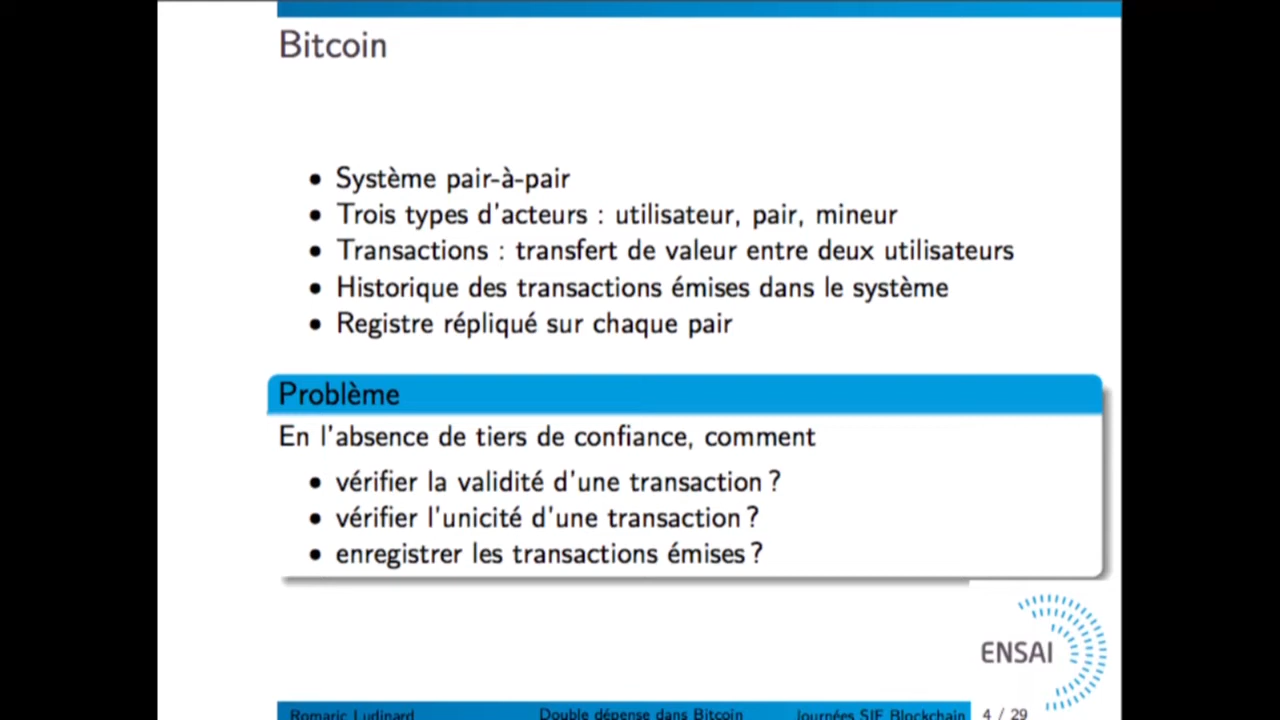 Bitcoin
• Système pair-à-pair
• Trois types d'acteurs : utilisateur, pair, mineur
• Transactions : transfert de valeur entre deux utilisateurs
• Historique des transactions émises dans le système
• Registre répliqué sur chaque pair
Problème
En l'absence de tiers de confiance, comment
• vérifier la validité d'une transaction ?
• vérifier l'unicité d'une transaction ?
• enregistrer les transactions émises ?
ENSAI
Romaric Ludinard Double dépense dans Bitcoin Journées SIF Blockchain 4 / 29